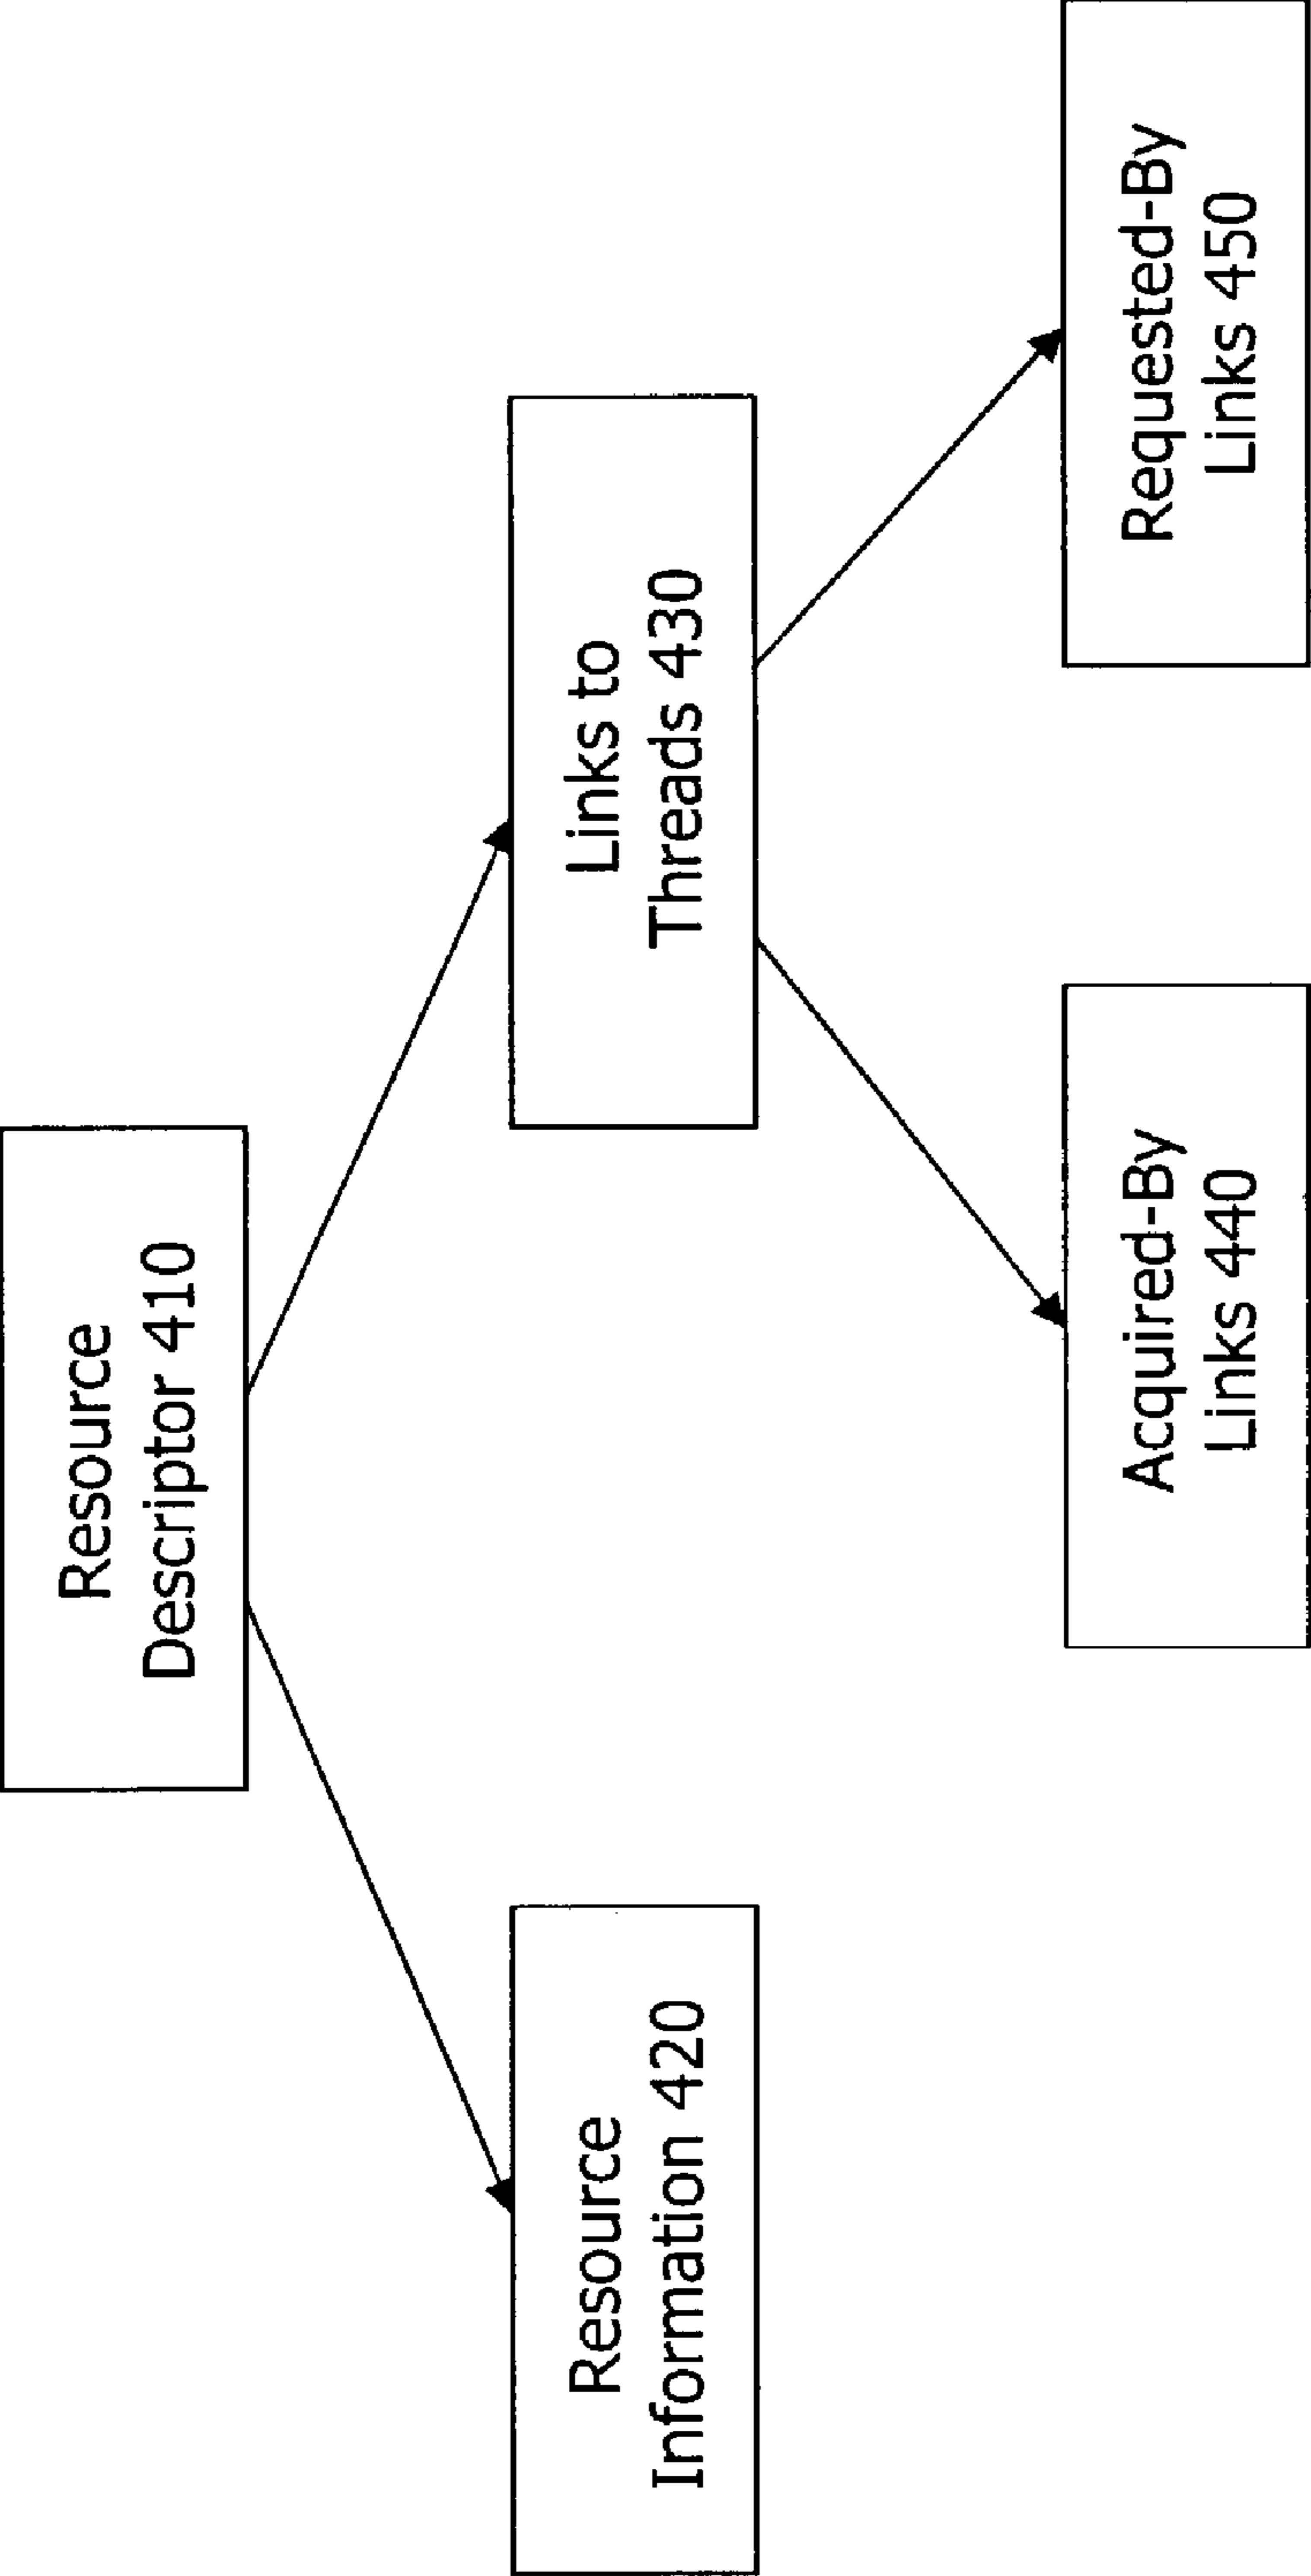 Resource
Descriptor 410
Resource
Information 420
Links to
Threads 430
Acquired-By
Links 440
Requested-By
Links 450